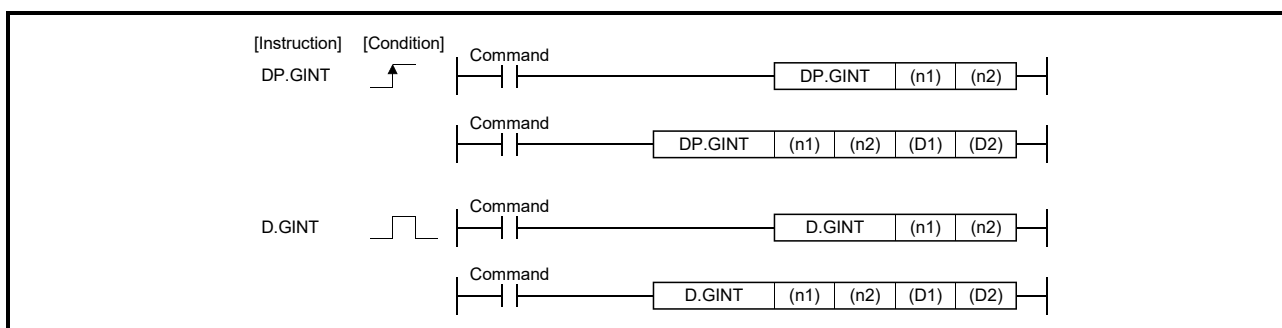 [Instruction] [Condition]
Command
DP.GINT DP.GINT (n1) (n2)
Command
DP.GINT (n1) (n2) (D1) (D2)
Command
D.GINT D.GINT (n1) (n2)
Command
D.GINT (n1) (n2) (D1) (D2)